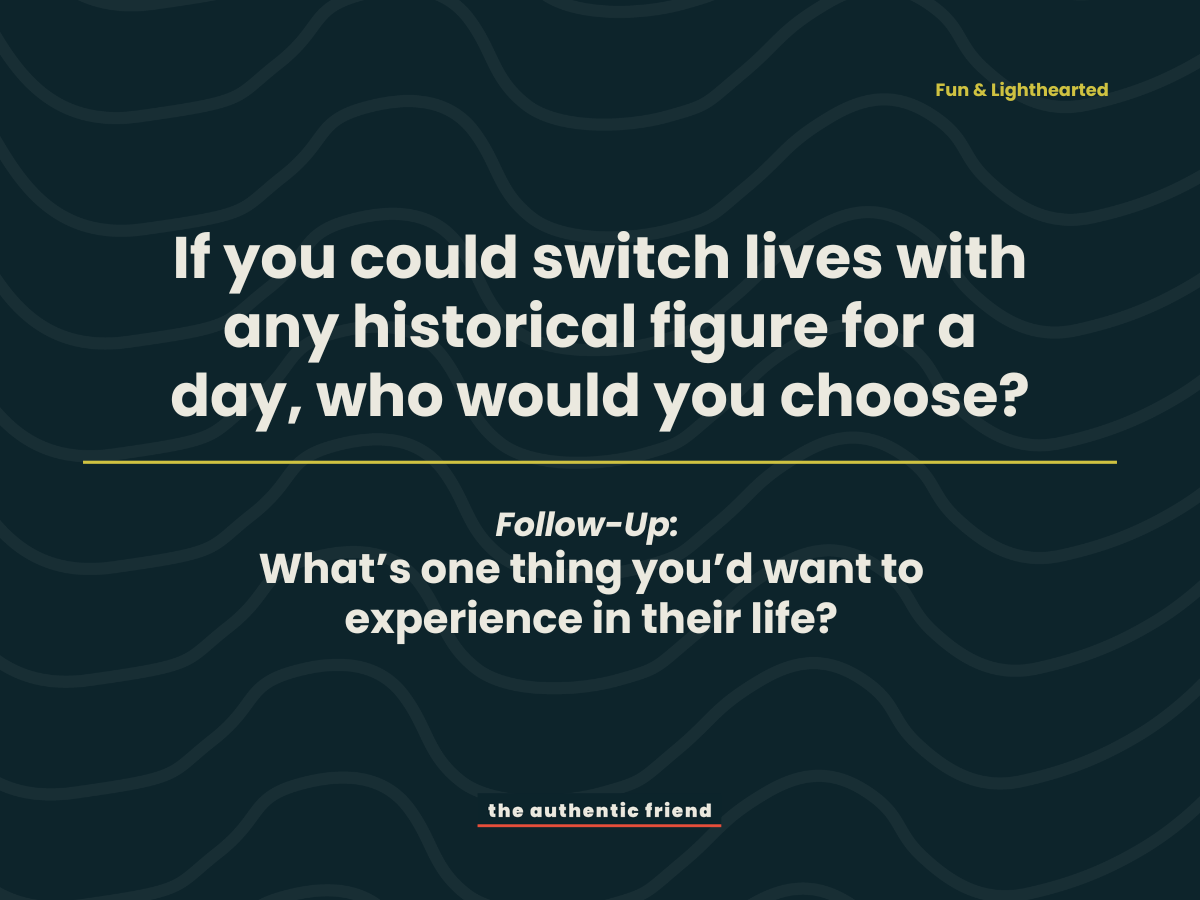 Fun & Lighthearted
If you could switch lives with
any historical figure for a
day, who would you choose?
Follow-Up:
What’s one thing you’d want to
experience in their life?
the authentic friend